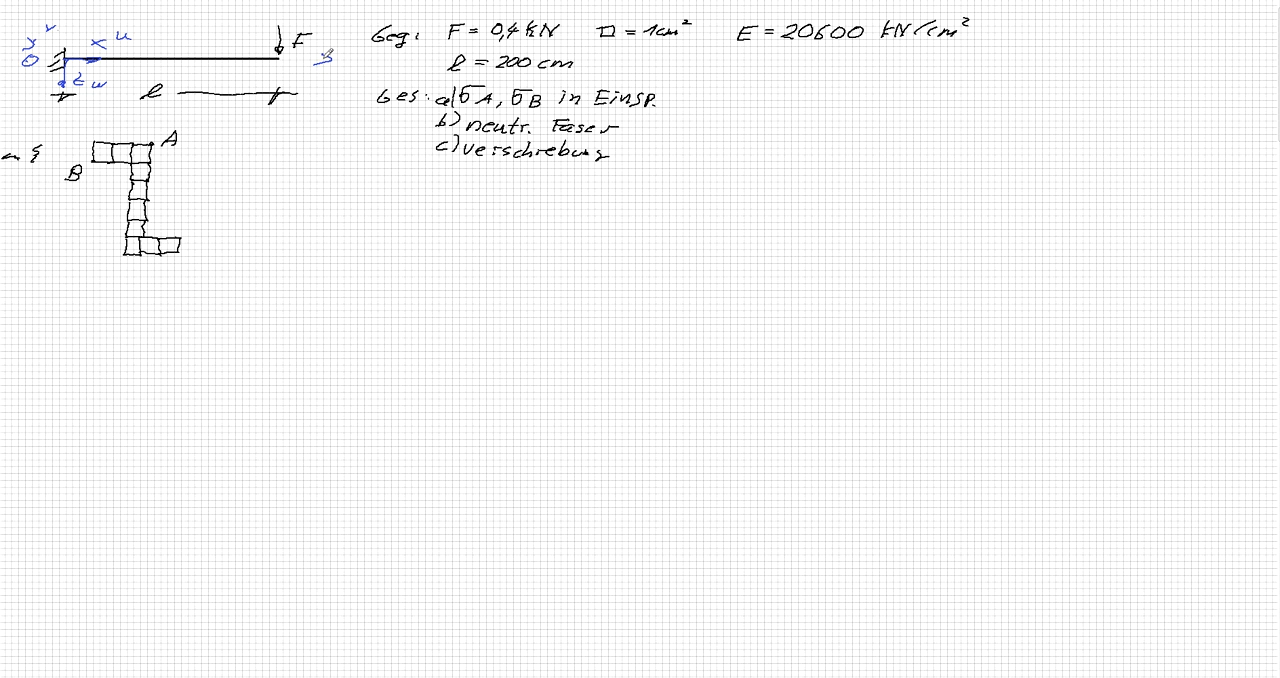 y v
x u
F
Geg: F = 0,4 kN □ = 1cm² E = 20600 kN/cm²
z w
l
l = 200 cm
Ges: a) σA, σB in Einsp.
b) neutr. Faser
c) Verschiebung
A
B